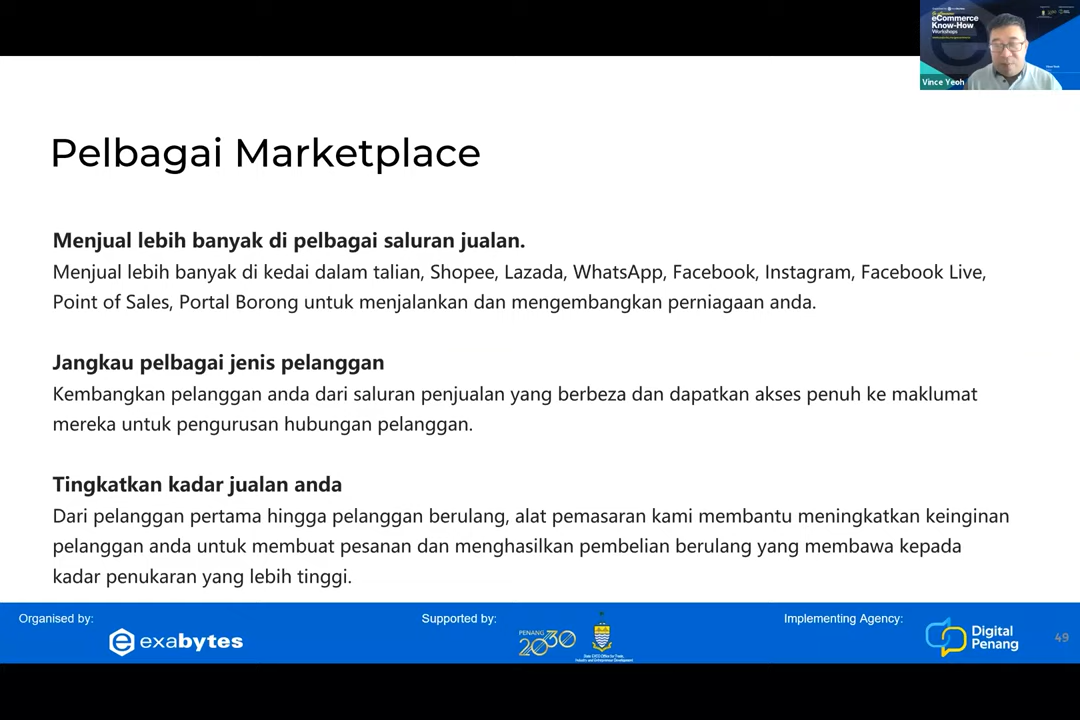 eCommerce
Know-How
Workshops
Vince Yeoh
Pelbagai Marketplace
Menjual lebih banyak di pelbagai saluran jualan.
Menjual lebih banyak di kedai dalam talian, Shopee, Lazada, WhatsApp, Facebook, Instagram, Facebook Live,
Point of Sales, Portal Borong untuk menjalankan dan mengembangkan perniagaan anda.
Jangkau pelbagai jenis pelanggan
Kembangkan pelanggan anda dari saluran penjualan yang berbeza dan dapatkan akses penuh ke maklumat
mereka untuk pengurusan hubungan pelanggan.
Tingkatkan kadar jualan anda
Dari pelanggan pertama hingga pelanggan berulang, alat pemasaran kami membantu meningkatkan keinginan
pelanggan anda untuk membuat pesanan dan menghasilkan pembelian berulang yang membawa kepada
kadar penukaran yang lebih tinggi.
Organised by:
exabytes
Supported by:
PENANG
2030
Implementing Agency:
Digital
Penang
49